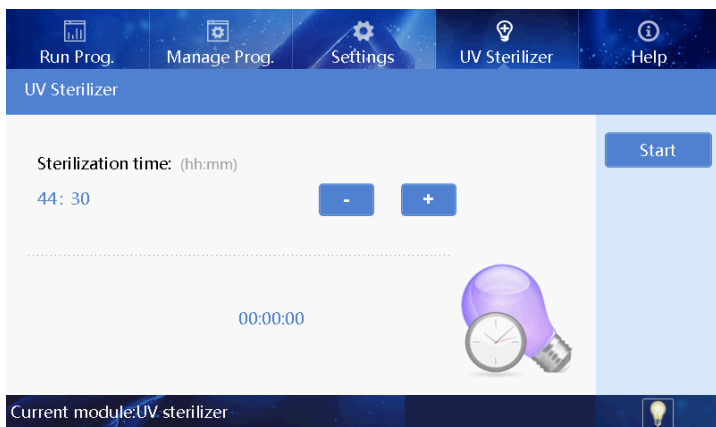 Run Prog. Manage Prog. Settings UV Sterilizer Help
UV Sterilizer
Sterilization time: (hh:mm)
Start
44: 30
- +
00:00:00
Current module:UV sterilizer